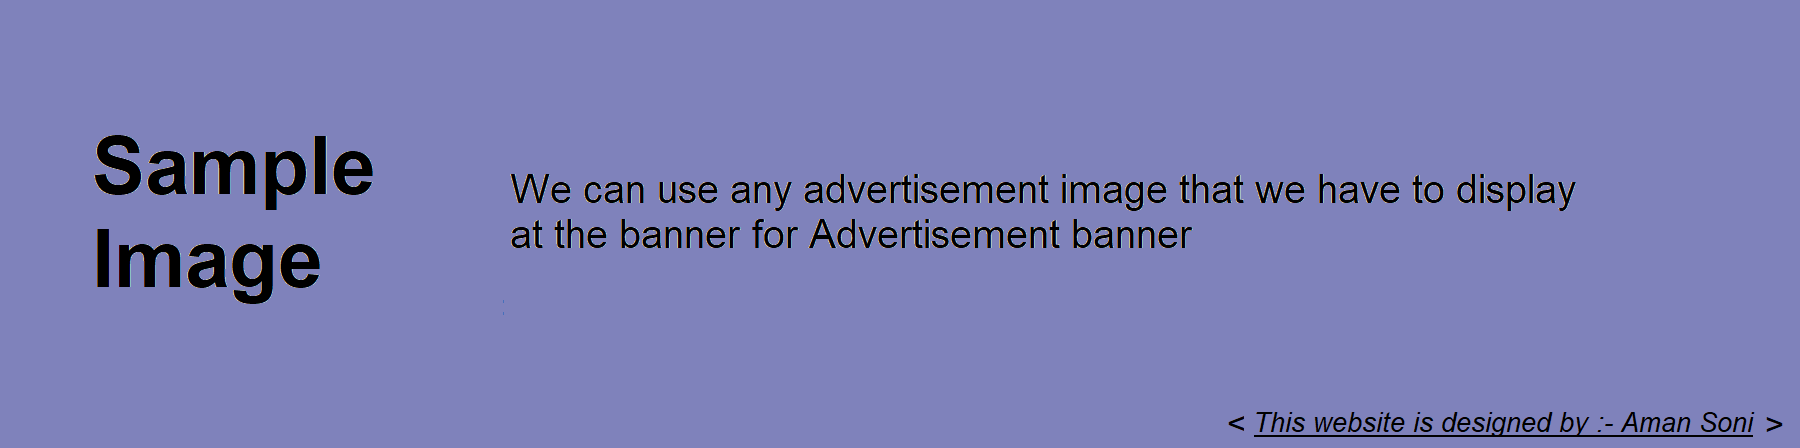 Sample
Image
We can use any advertisement image that we have to display
at the banner for Advertisement banner
< This website is designed by :- Aman Soni >